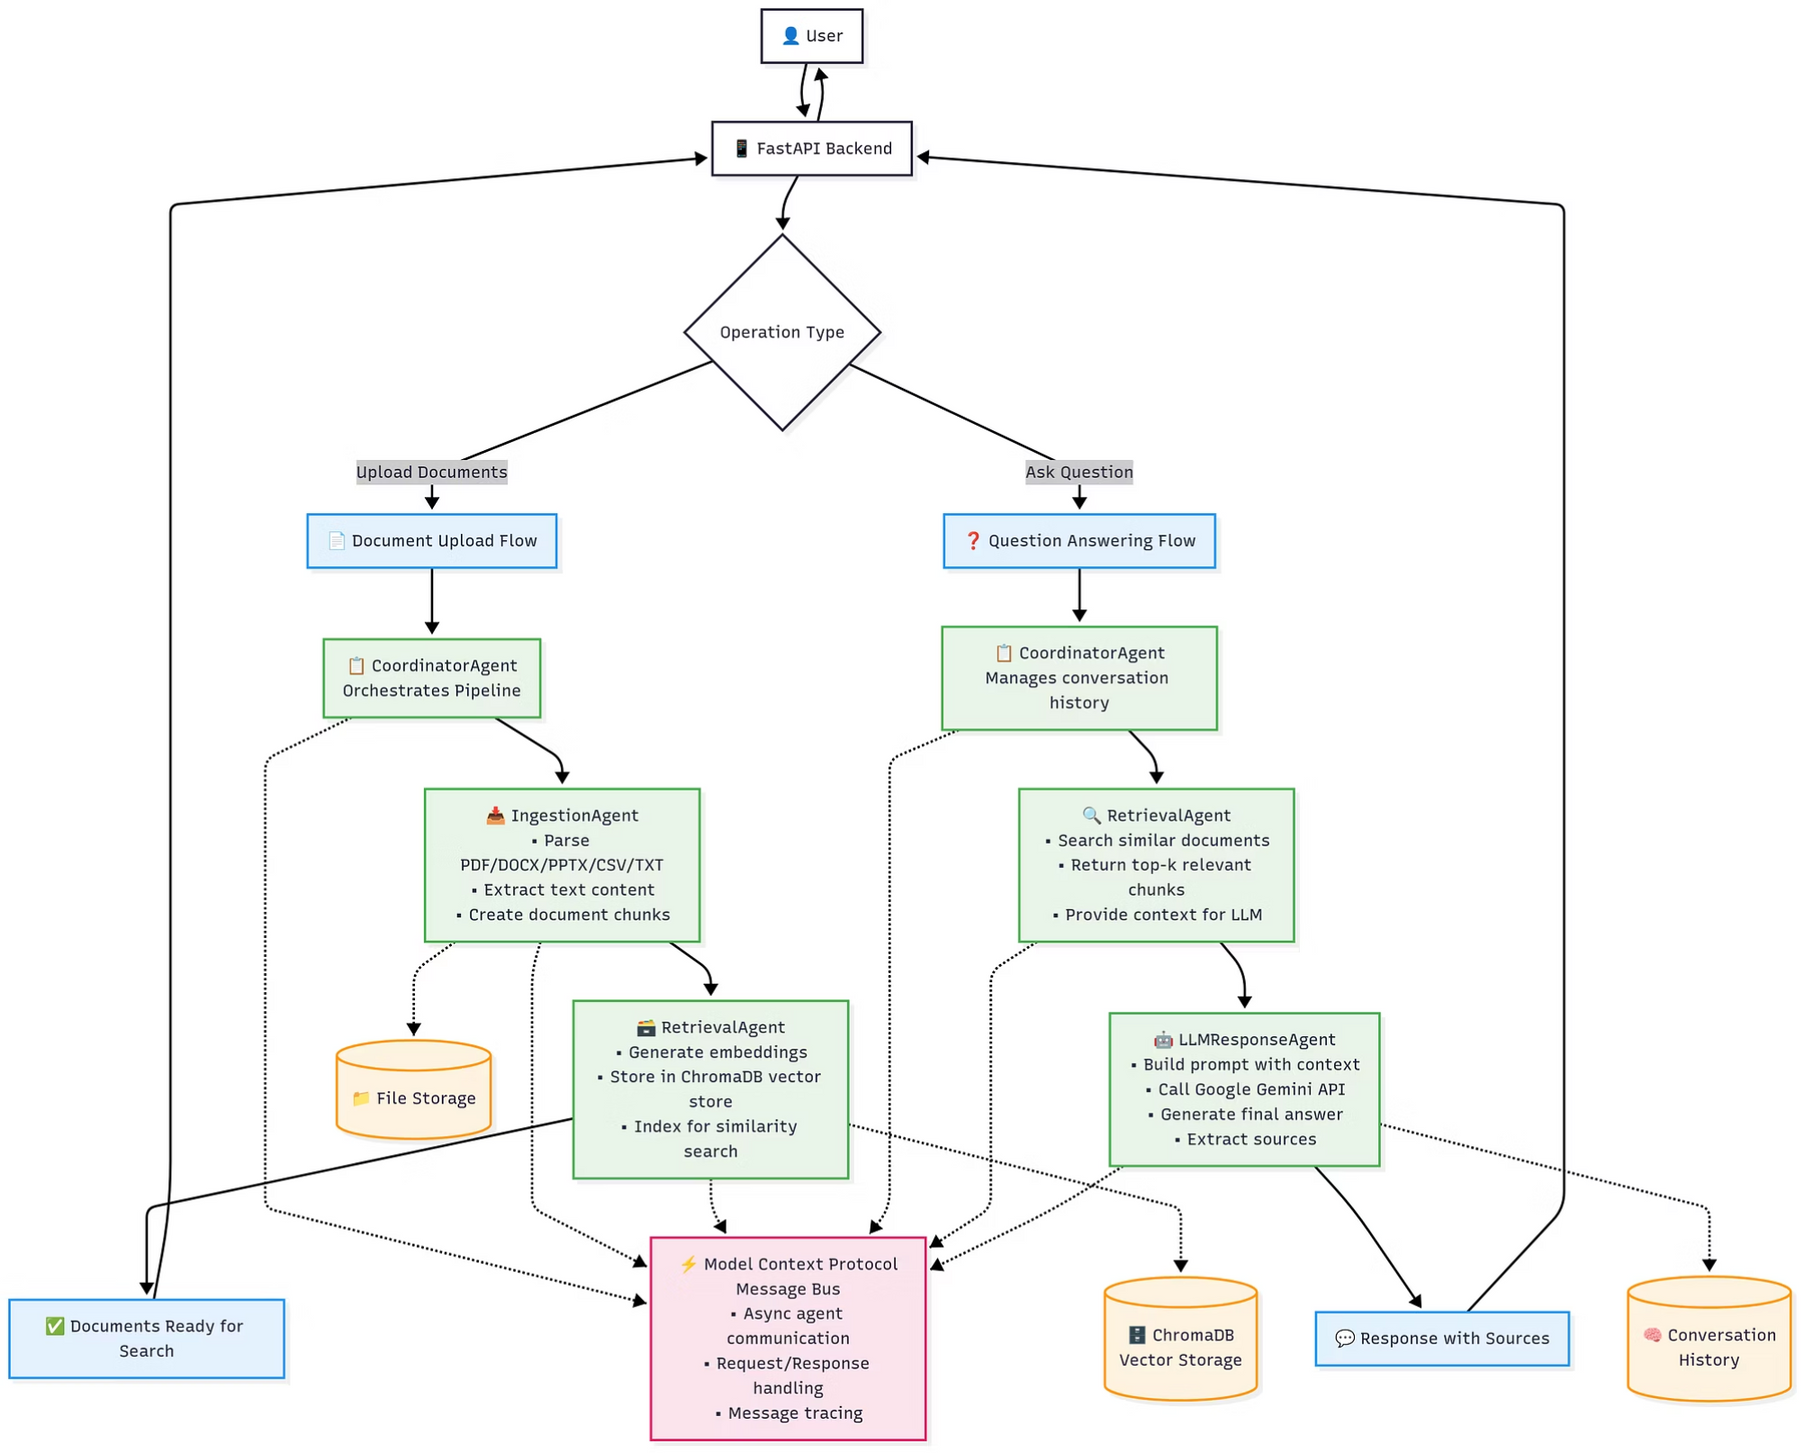 👤 User
📱 FastAPI Backend
Operation Type
Upload Documents
Ask Question
📄 Document Upload Flow
❓ Question Answering Flow
📋 CoordinatorAgent
Orchestrates Pipeline
📋 CoordinatorAgent
Manages conversation
history
📥 IngestionAgent
▪ Parse
PDF/DOCX/PPTX/CSV/TXT
▪ Extract text content
▪ Create document chunks
🔍 RetrievalAgent
▪ Search similar documents
▪ Return top-k relevant
chunks
▪ Provide context for LLM
📁 File Storage
🗃️ RetrievalAgent
▪ Generate embeddings
▪ Store in ChromaDB vector
store
▪ Index for similarity
search
🤖 LLMResponseAgent
▪ Build prompt with context
▪ Call Google Gemini API
▪ Generate final answer
▪ Extract sources
✅ Documents Ready for
Search
⚡ Model Context Protocol
Message Bus
▪ Async agent
communication
▪ Request/Response
handling
▪ Message tracing
🗄️ ChromaDB
Vector Storage
💬 Response with Sources
🧠 Conversation
History